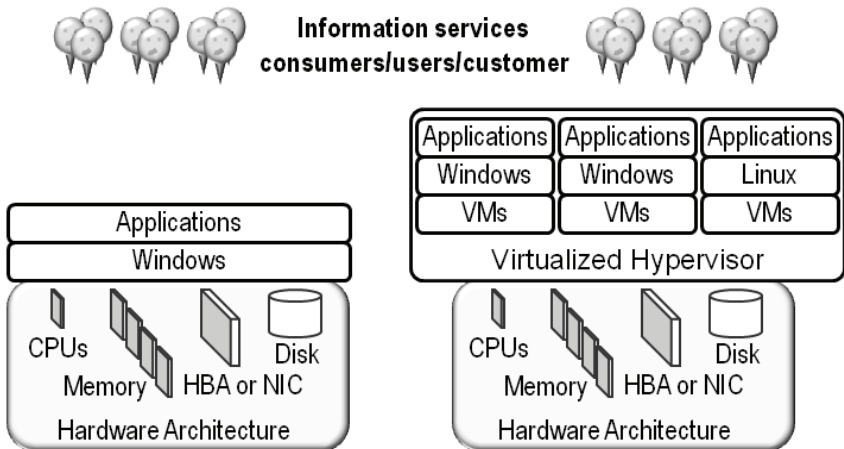 Information services
consumers/users/customer
Applications
Windows
CPUs
Disk
Memory
HBA or NIC
Hardware Architecture
Applications Applications Applications
Windows Windows Linux
VMs VMs VMs
Virtualized Hypervisor
CPUs
Disk
Memory
HBA or NIC
Hardware Architecture